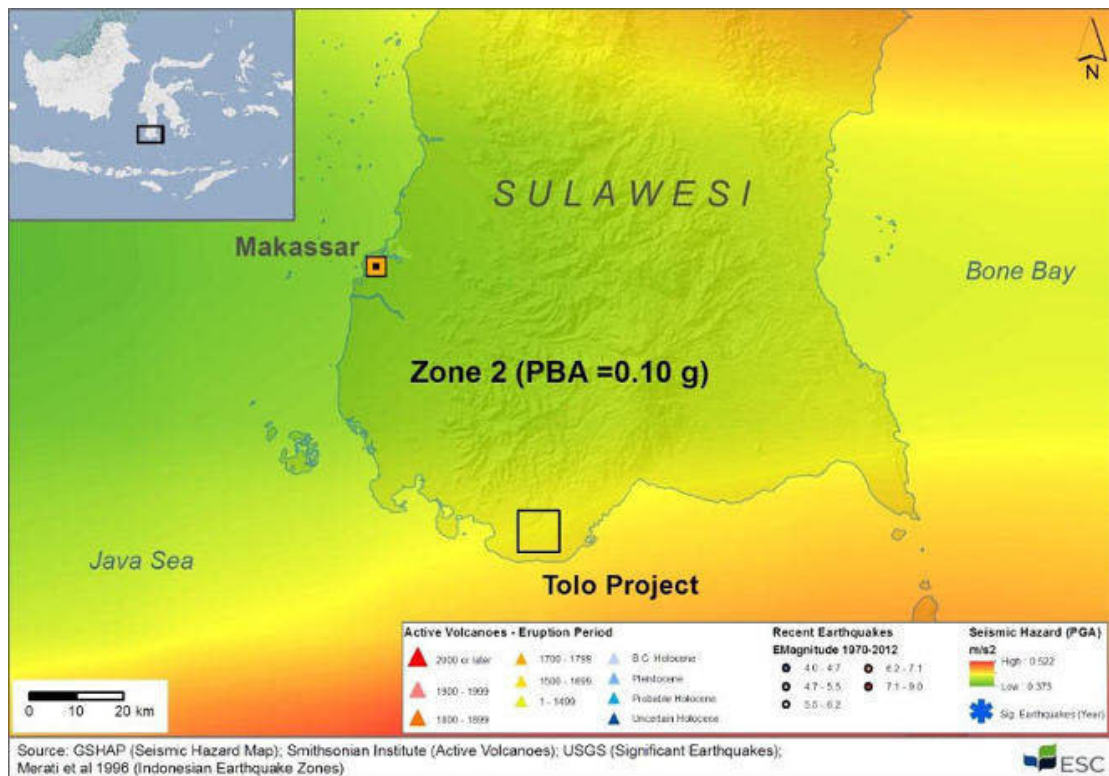 N
SULAWESI
Makassar
Bone Bay
Zone 2 (PBA =0.10 g)
Java Sea
Tolo Project
Active Volcanoes - Eruption Period
2000 or later
1900 - 1999
1800 - 1899
1700 - 1799
1500 - 1699
1 - 1499
B.C. Holocene
Pleistocene
Probable Holocene
Uncertain Holocene
Recent Earthquakes
EMagnitude 1970-2012
4.0 - 4.7
4.7 - 5.5
5.5 - 6.2
6.2 - 7.1
7.1 - 9.0
Seismic Hazard (PGA)
m/s2
High : 0.522
Low : 0.373
Sig. Earthquakes (Year)
0 10 20 km
Source: GSHAP (Seismic Hazard Map); Smithsonian Institute (Active Volcanoes); USGS (Significant Earthquakes);
Merati et al 1996 (Indonesian Earthquake Zones)
ESC